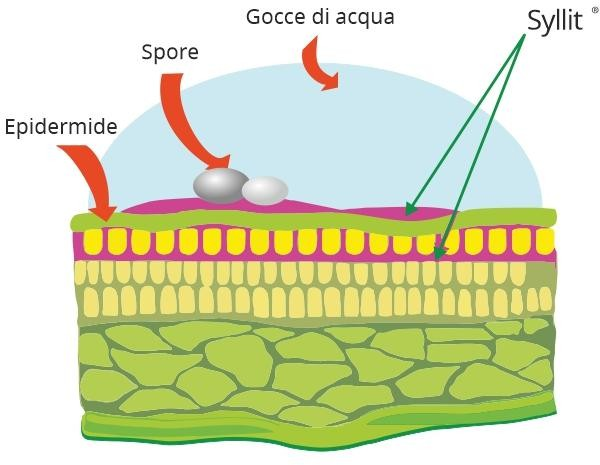 Gocce di acqua
Syllit ®
Spore
Epidermide